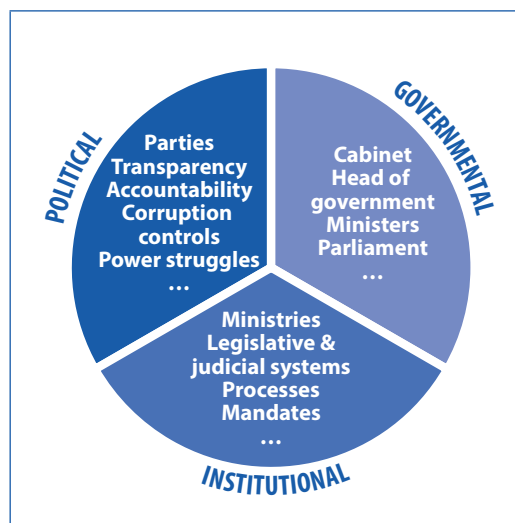 POLITICAL
Parties
Transparency
Accountability
Corruption
controls
Power struggles
...
GOVERNMENTAL
Cabinet
Head of
government
Ministers
Parliament
...
Ministries
Legislative &
judicial systems
Processes
Mandates
...
INSTITUTIONAL